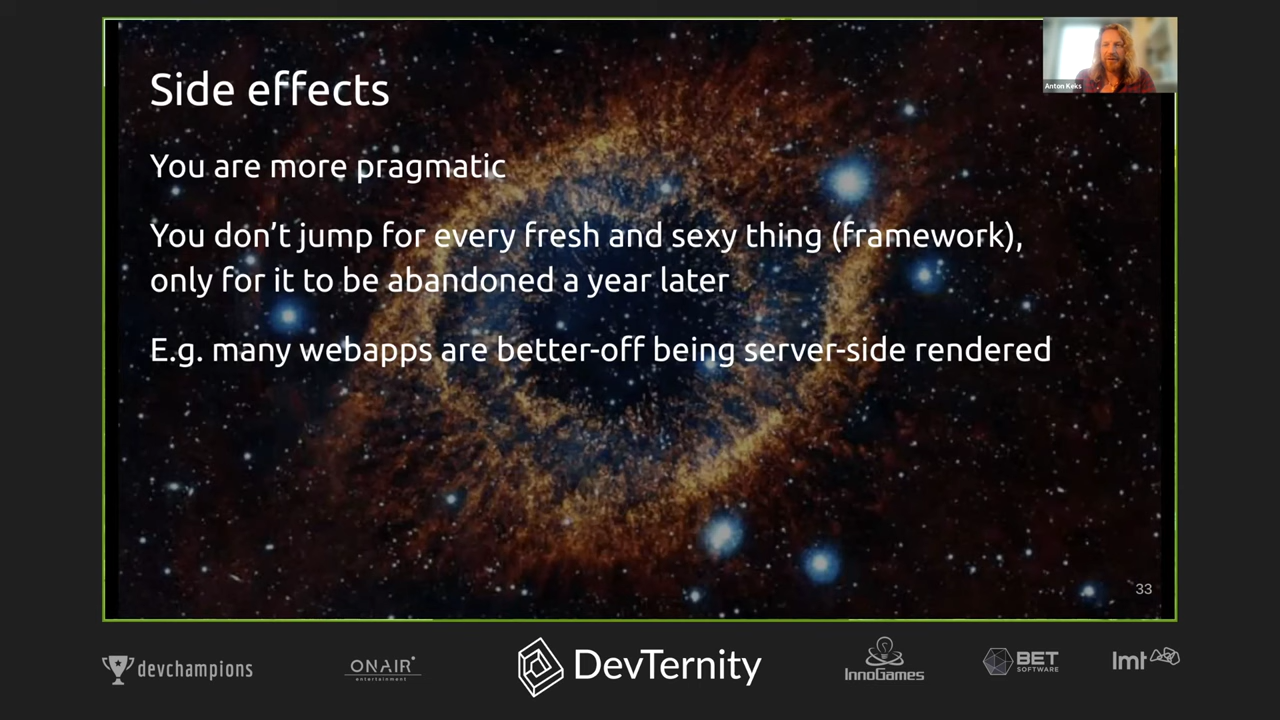 Side effects
Anton Keks
You are more pragmatic
You don’t jump for every fresh and sexy thing (framework),
only for it to be abandoned a year later
E.g. many webapps are better-off being server-side rendered
33
devchampions
ONAIR
entertainment
DevTernity
InnoGames
BET
SOFTWARE
lmt